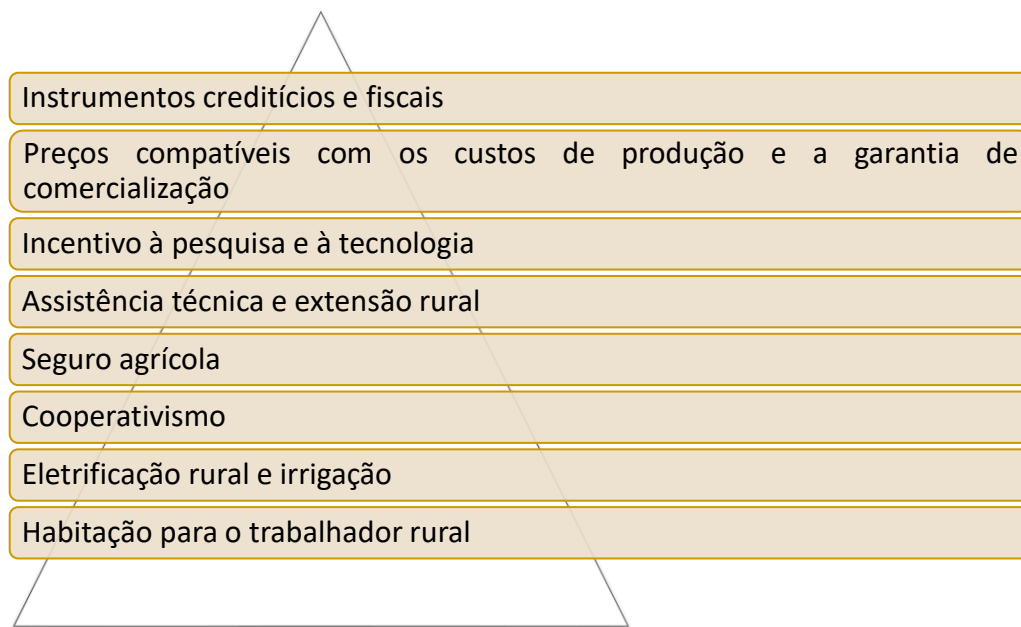 Instrumentos creditícios e fiscais
Preços compatíveis com os custos de produção e a garantia de
comercialização
Incentivo à pesquisa e à tecnologia
Assistência técnica e extensão rural
Seguro agrícola
Cooperativismo
Eletrificação rural e irrigação
Habitação para o trabalhador rural